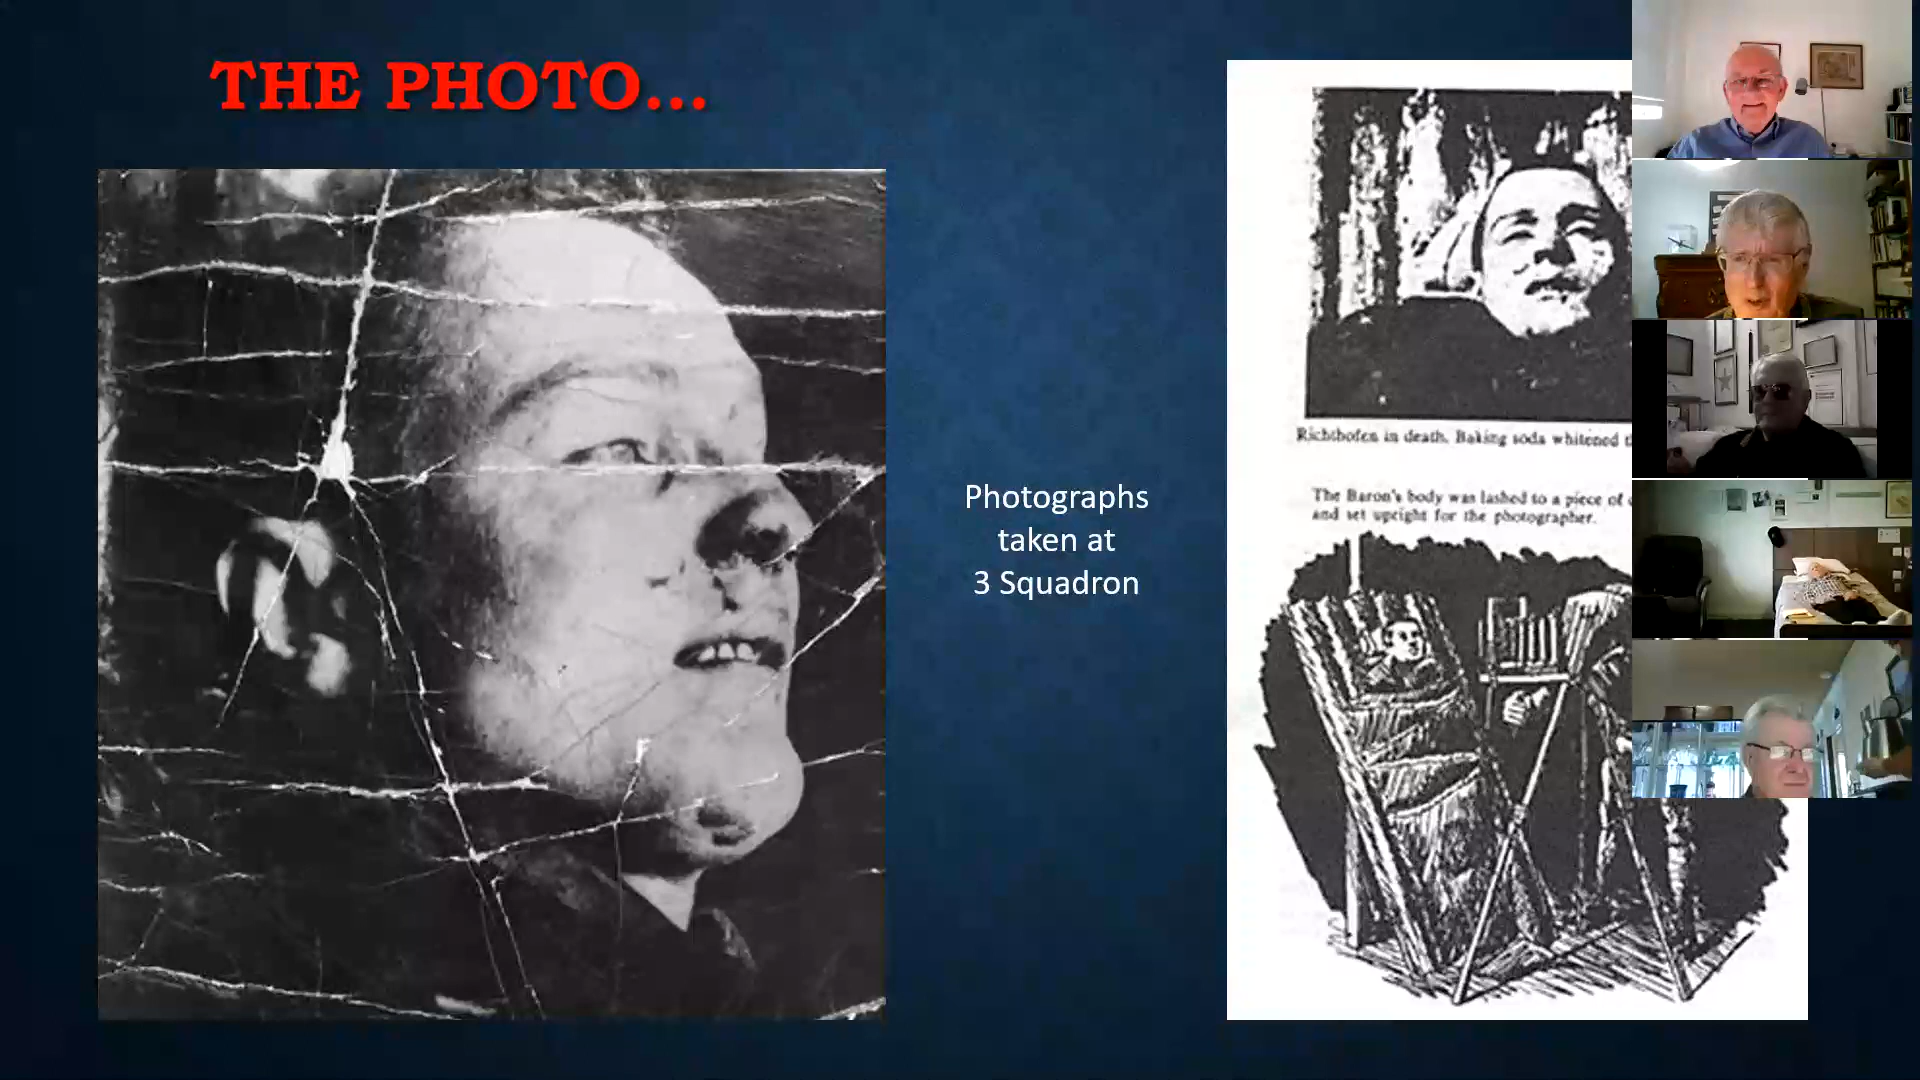 THE PHOTO...
Photographs
taken at
3 Squadron
Richthofen in death. Baking soda whitened
The Baron's body was lashed to a piece of
and set upright for the photographer.